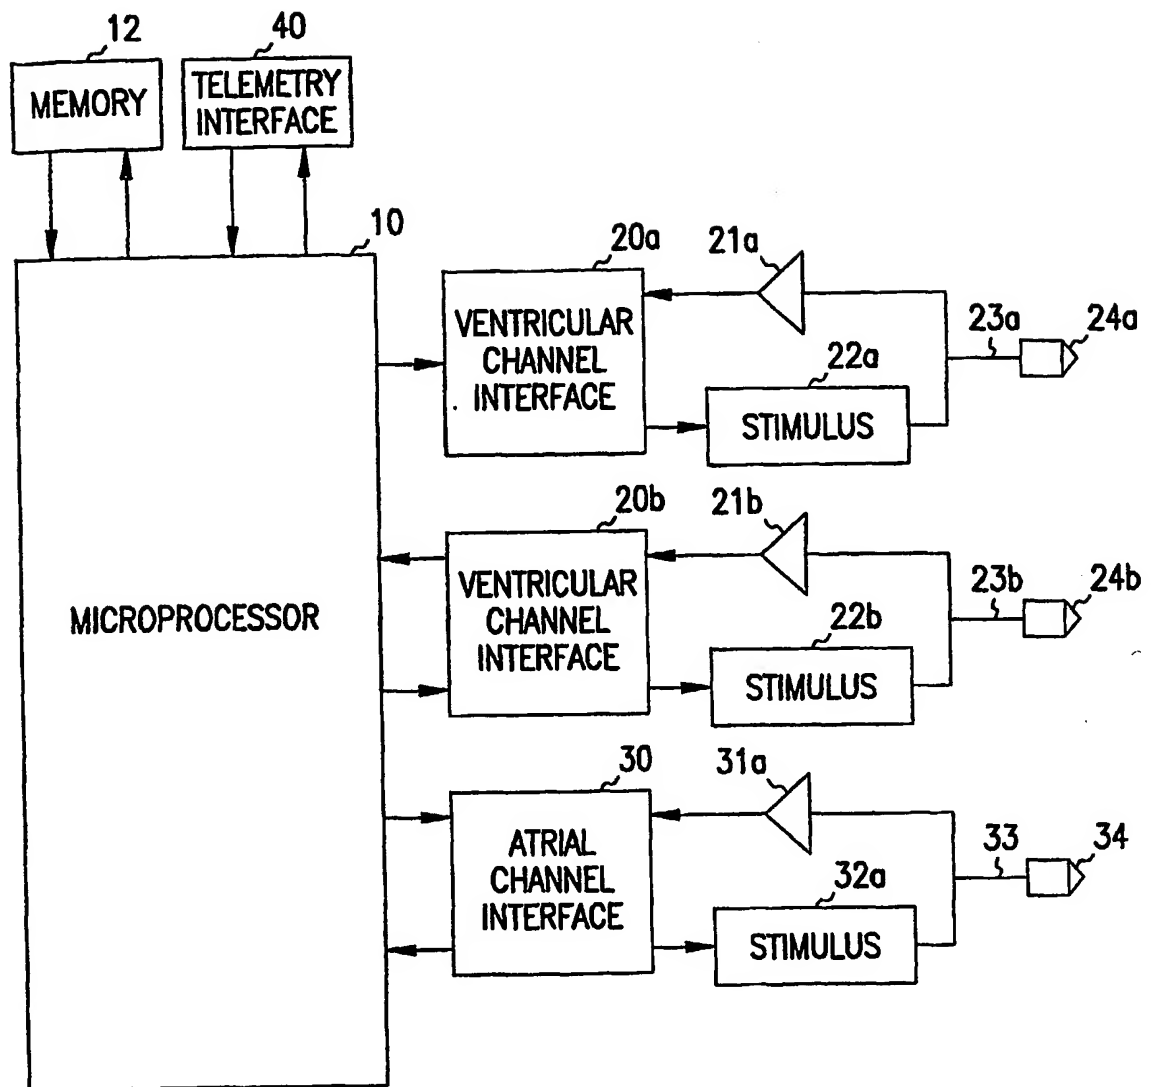 12
40
MEMORY
TELEMETRY
INTERFACE
10
20a
21a
VENTRICULAR
CHANNEL
INTERFACE
23a
24a
22a
STIMULUS
20b
21b
VENTRICULAR
CHANNEL
INTERFACE
23b
24b
22b
STIMULUS
MICROPROCESSOR
30
31a
ATRIAL
CHANNEL
INTERFACE
33
34
32a
STIMULUS